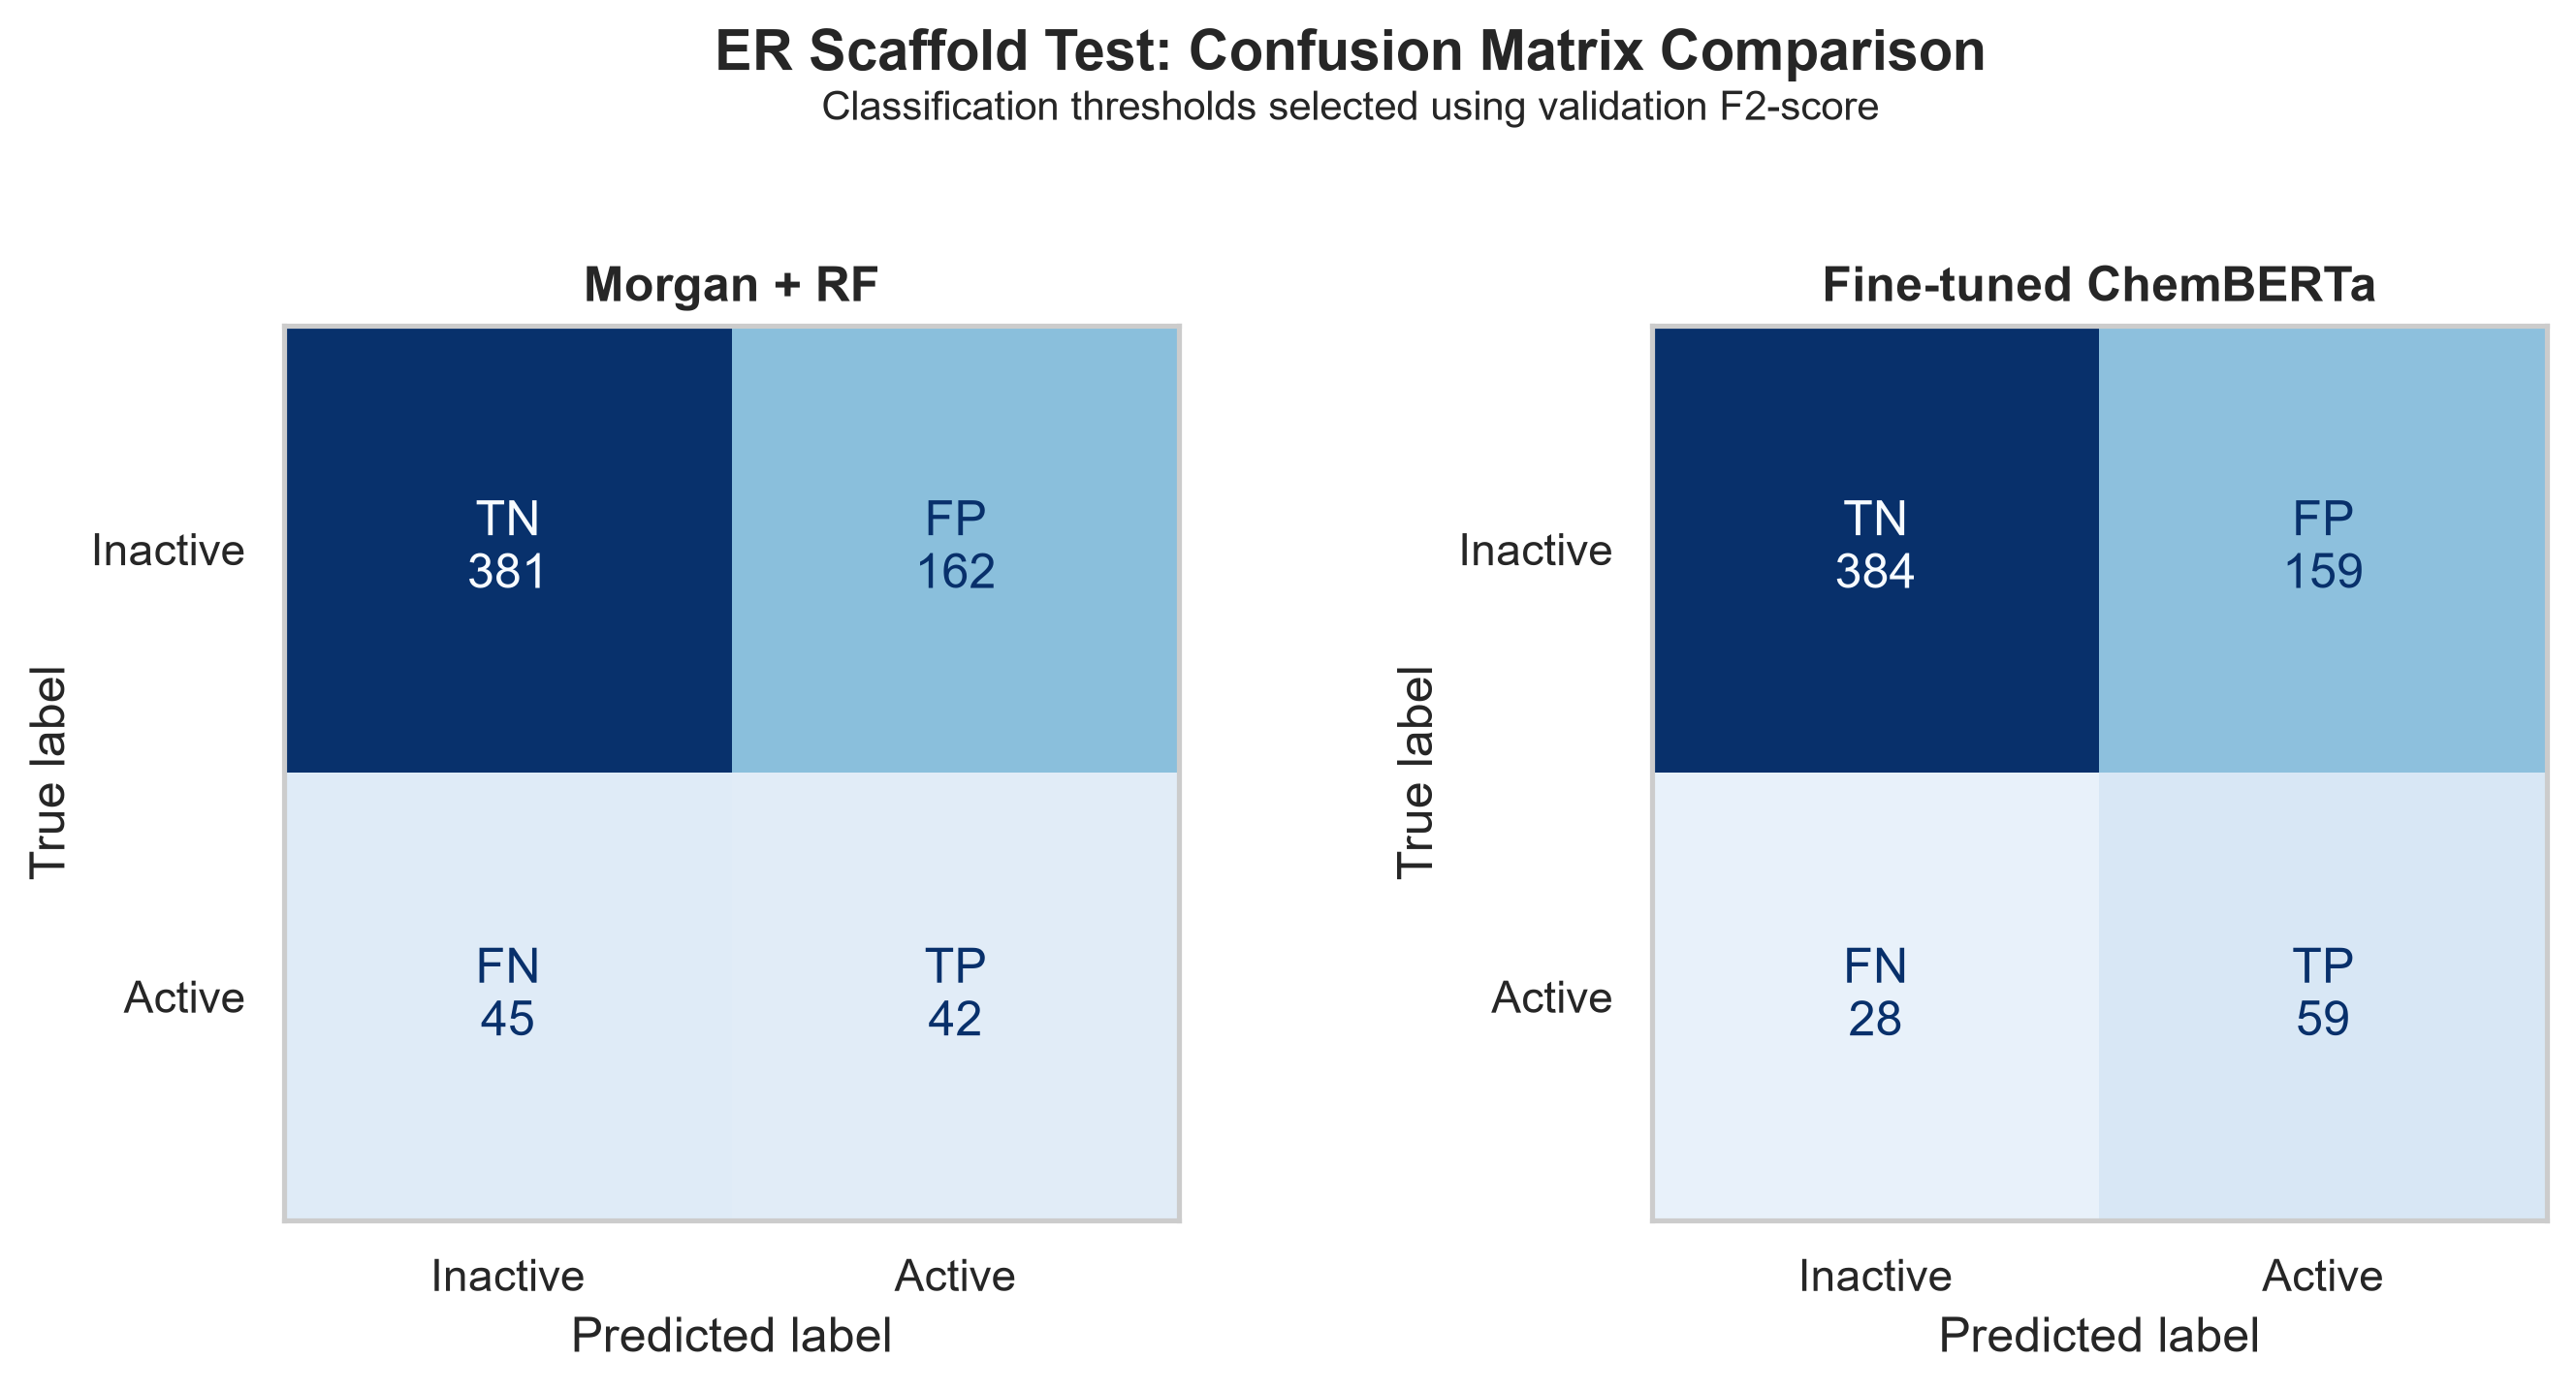 ER Scaffold Test: Confusion Matrix Comparison
Classification thresholds selected using validation F2-score
Morgan + RF
True label
Inactive
Active
TN
381
FP
162
FN
45
TP
42
Inactive
Active
Predicted label
Fine-tuned ChemBERTa
True label
Inactive
Active
TN
384
FP
159
FN
28
TP
59
Inactive
Active
Predicted label